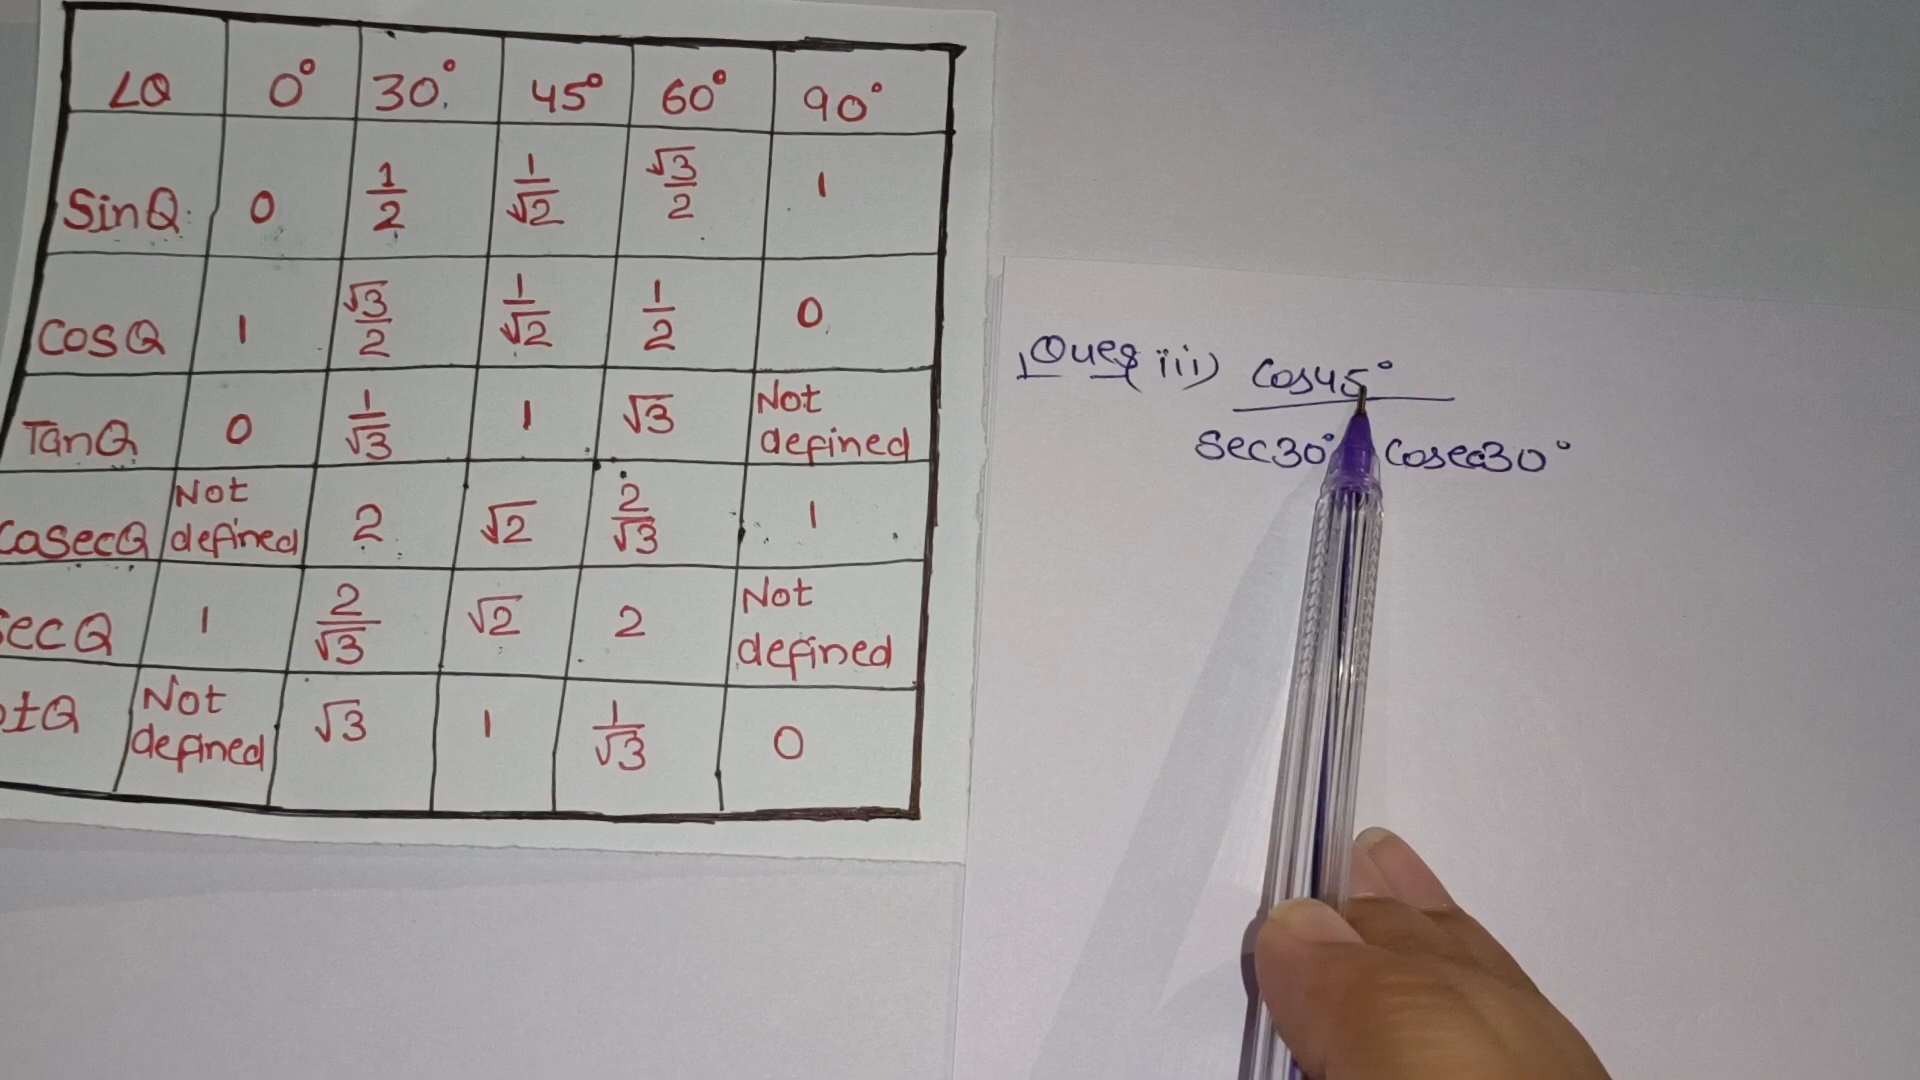 ∠Q 0° 30° 45° 60° 90°
SinQ 0 1/2 1/√2 √3/2 1
CosQ 1 √3/2 1/√2 1/2 0
TanQ 0 1/√3 1 √3 Not defined
CosecQ Not defined 2 √2 2/√3 1
secQ 1 2/√3 √2 2 Not defined
otQ Not defined √3 1 1/√3 0
Ques iii) Cos45°
Sec30° Cosec30°